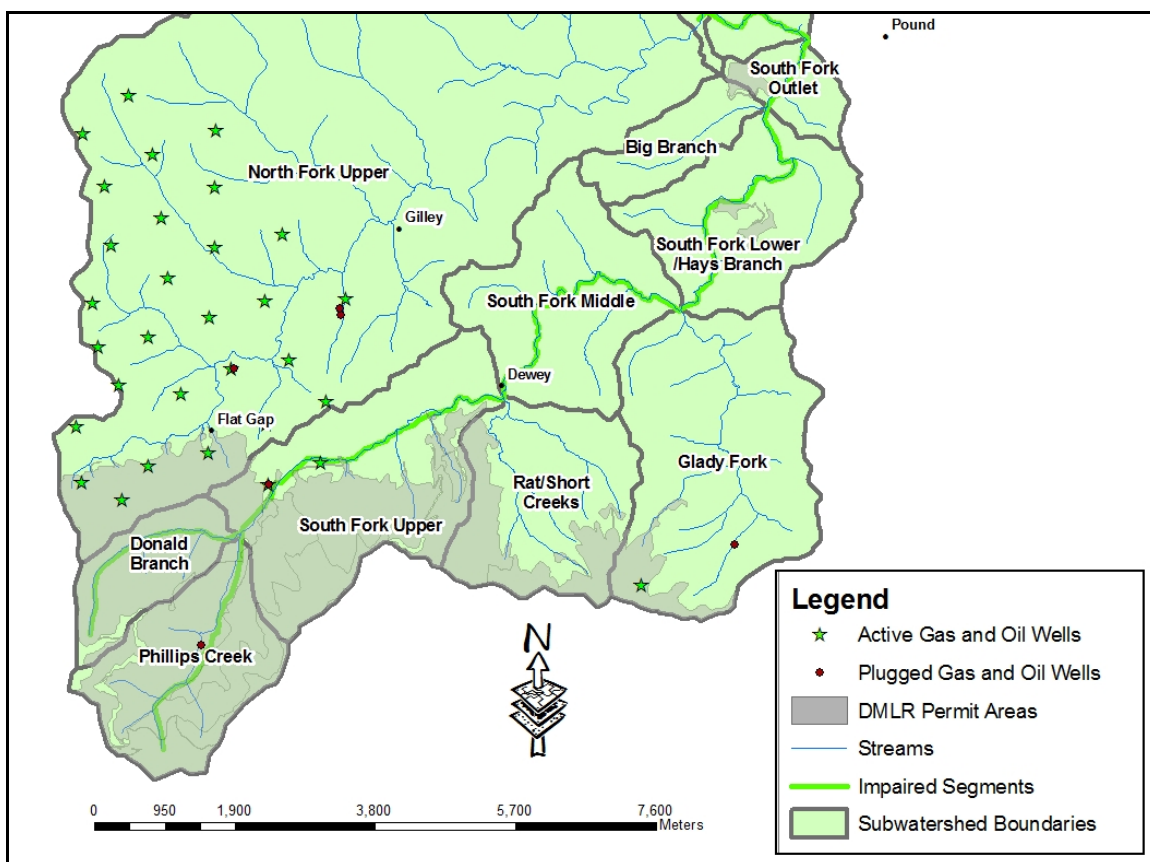 Pound
South Fork
Outlet
Big Branch
North Fork Upper
Gilley
South Fork Lower
/Hays Branch
South Fork Middle
Dewey
Flat Gap
Glady Fork
Rat/Short
Creeks
South Fork Upper
Donald
Branch
Phillips Creek
N
0 950 1,900 3,800 5,700 7,600
Meters
Legend
Active Gas and Oil Wells
Plugged Gas and Oil Wells
DMLR Permit Areas
Streams
Impaired Segments
Subwatershed Boundaries